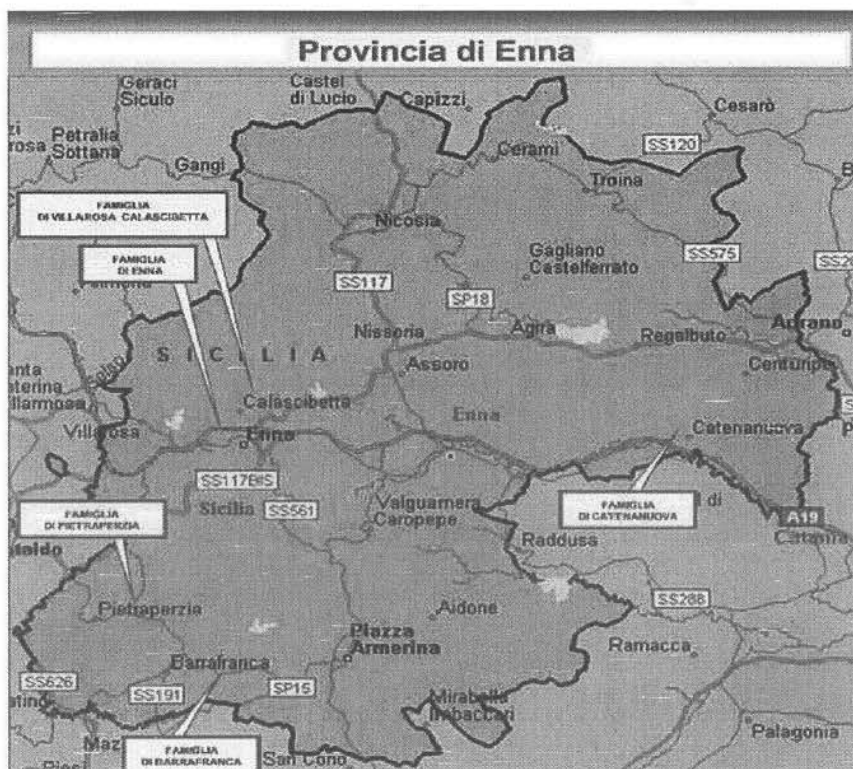 Provincia di Enna
Geraci
Siculo
Castel
di Lucio
Capizzi
Cesarò
Petralia
Sottana
Gangi
Cerami
SS120
Troina
FAMIGLIA
DI VILLAROSA CALASCIBETTA
Nicosia
FAMIGLIA
DI ENNA
Gagliano
Castelferrato
SS575
SS117
SP18
Nissoria
Agira
Regalbuto
Adrano
SICILIA
Assoro
Centuripe
Calascibetta
Villarosa
Enna
Enna
Catenanuova
SS117BIS
Sicilia
SS561
Valguarnera
Caropepe
FAMIGLIA
DI PIETRAPERZIA
FAMIGLIA
DI CATENANUOVA
di
A19
Catania
Raddusa
Pietraperzia
Aidone
SS288
Piazza
Armerina
Ramacca
Barrafranca
SS626
SS191
SP15
Mirabella
Imbaccari
Palagonia
FAMIGLIA
DI BARRAFRANCA
San Cono